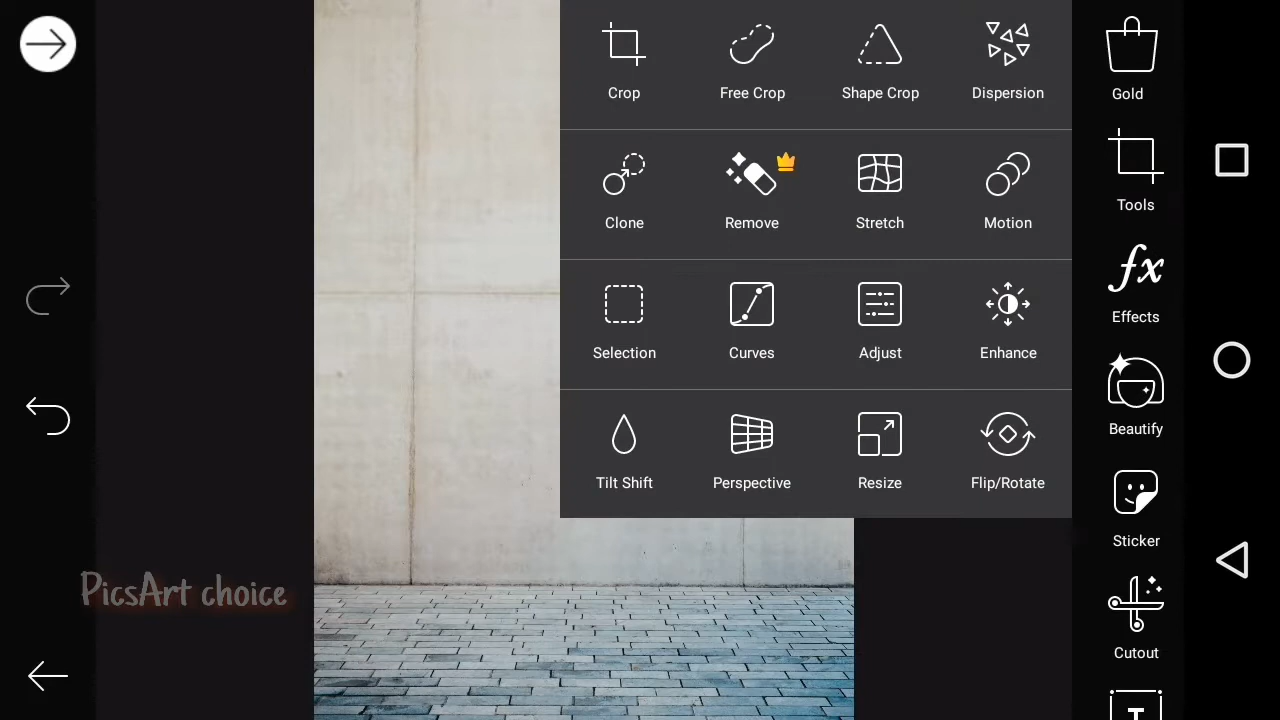 Crop
Free Crop
Shape Crop
Dispersion
Gold
Clone
Remove
Stretch
Motion
Tools
Selection
Curves
Adjust
Enhance
fx
Effects
Tilt Shift
Perspective
Resize
Flip/Rotate
Beautify
Sticker
PicsArt choice
Cutout
T